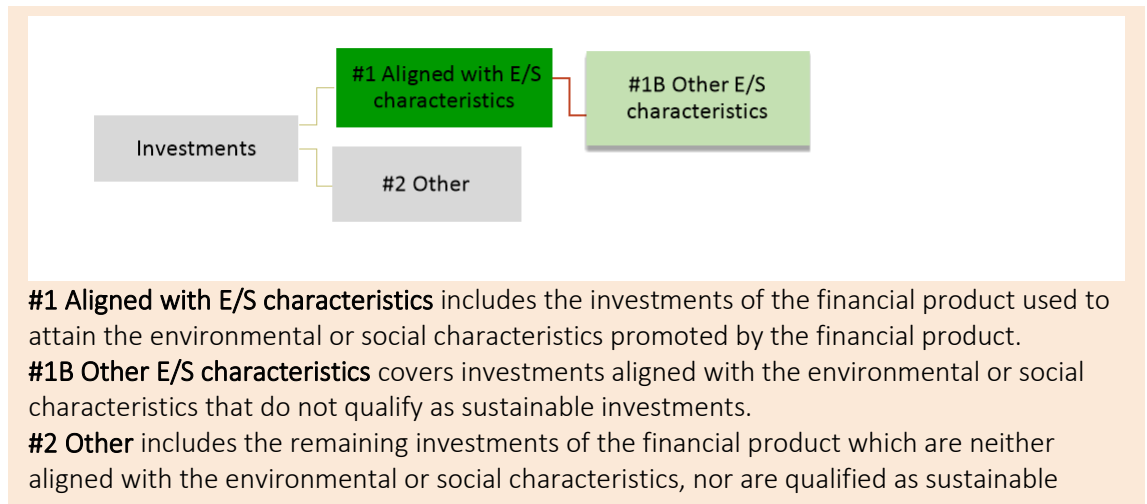 #1 Aligned with E/S
characteristics
#1B Other E/S
characteristics
Investments
#2 Other
#1 Aligned with E/S characteristics includes the investments of the financial product used to
attain the environmental or social characteristics promoted by the financial product.
#1B Other E/S characteristics covers investments aligned with the environmental or social
characteristics that do not qualify as sustainable investments.
#2 Other includes the remaining investments of the financial product which are neither
aligned with the environmental or social characteristics, nor are qualified as sustainable